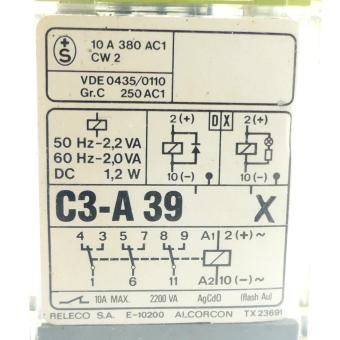 +
S
10 A 380 AC1
CW 2
VDE 0435/0110
Gr.C 250 AC1
50 Hz-2,2 VA
60 Hz-2,0 VA
DC 1,2 W
2 (+) D X 2 (+)
10 (-) 10 (-)
C3-A 39 X
4 3 5 7 8 9 A1 2 (+) ~
1 6 11 A2 10 (-) ~
10A MAX. 2200 VA AgCdO (flash Au)
RELECO S.A. E-10200 ALCORCON TX 23691